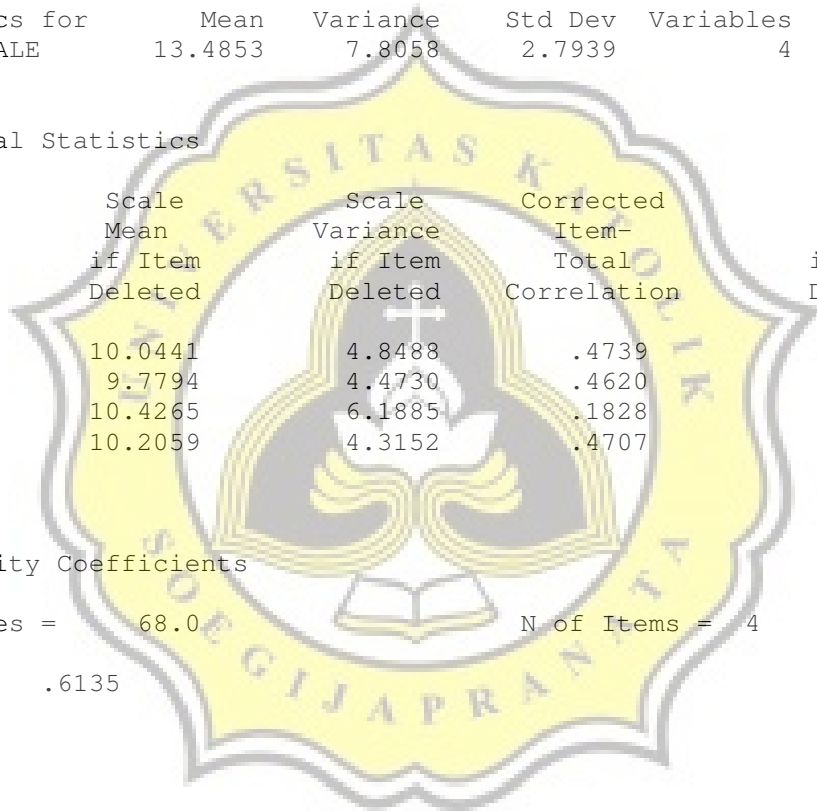 cs for Mean Variance Std Dev Variables
ALE 13.4853 7.8058 2.7939 4
al Statistics
Scale Scale Corrected
Mean Variance Item-
if Item if Item Total i
Deleted Deleted Correlation D
10.0441 4.8488 .4739
9.7794 4.4730 .4620
10.4265 6.1885 .1828
10.2059 4.3152 .4707
ity Coefficients
es = 68.0 N of Items = 4
.6135
UNIVERSITAS KATOLIK
SOEGIJAPRANATA